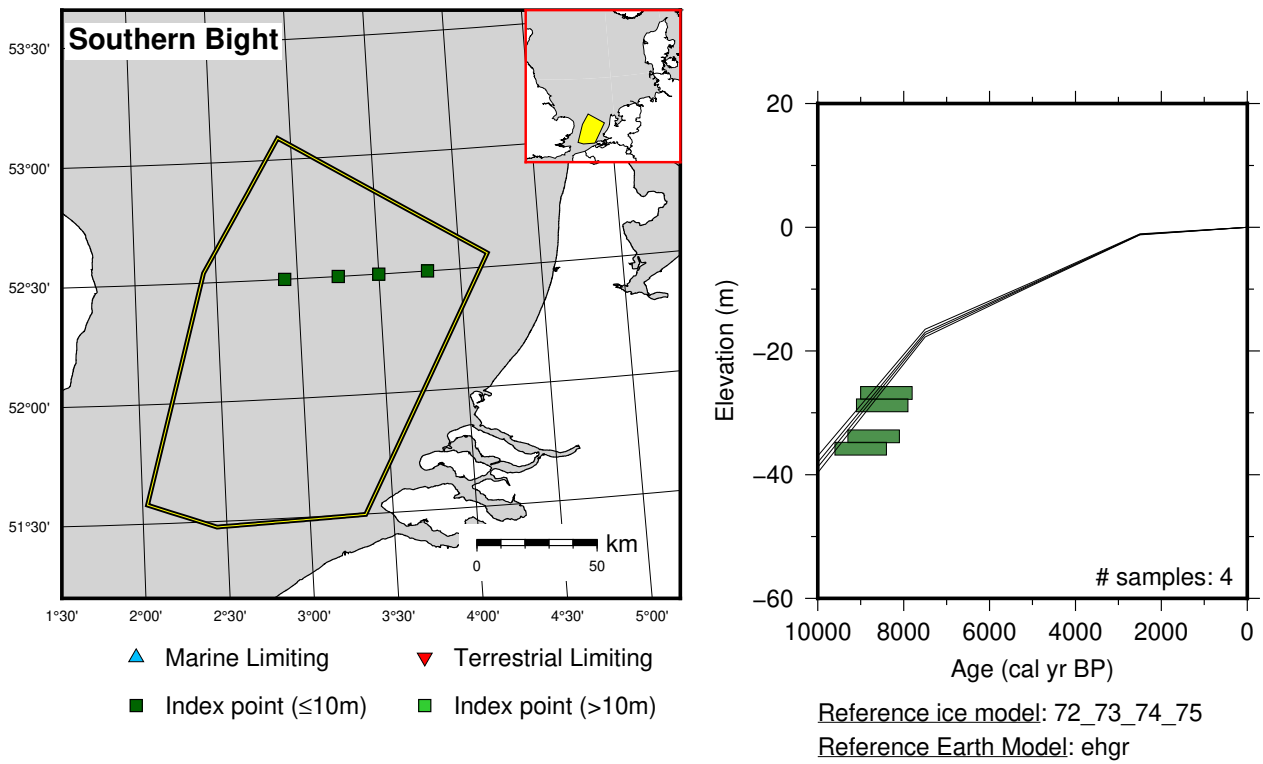 Southern Bight
53°30'
53°00'
52°30'
52°00'
51°30'
1°30'
2°00'
2°30'
3°00'
3°30'
4°00'
4°30'
5°00'
km
0
50
Marine Limiting
Terrestrial Limiting
Index point (≤10m)
Index point (>10m)
20
0
−20
−40
−60
Elevation (m)
# samples: 4
10000
8000
6000
4000
2000
0
Age (cal yr BP)
Reference ice model: 72_73_74_75
Reference Earth Model: ehgr